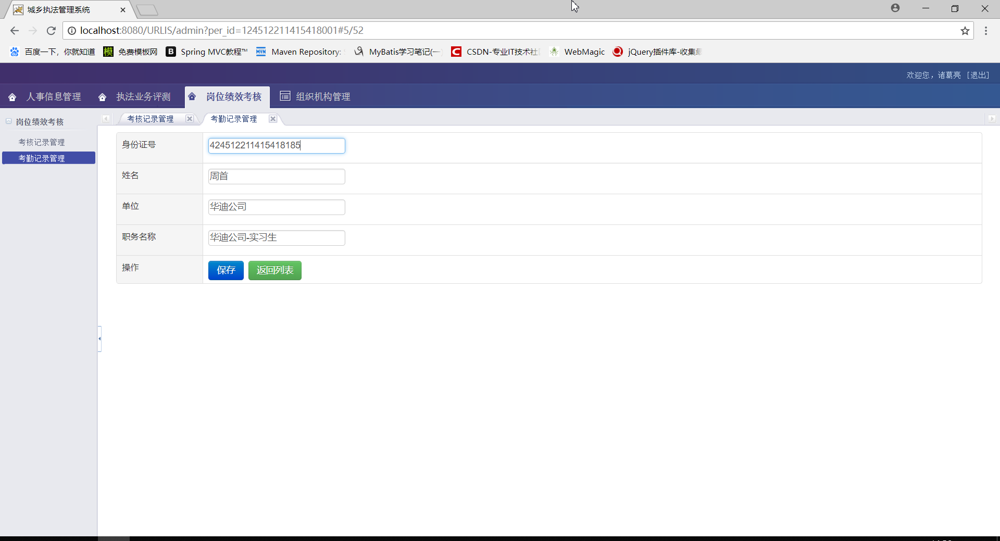 城乡执法管理系统
localhost:8080/URLIS/admin?per_id=124512211415418001#5/52
百度一下，你就知道 模 免费模板网 B Spring MVC教程™ MVN Maven Repository: MyBatis学习笔记(一 C CSDN-专业IT技术社 WebMagic jQuery插件库-收集
欢迎您，诸葛亮 [退出]
人事信息管理 执法业务评测 岗位绩效考核 组织机构管理
岗位绩效考核
考核记录管理
考勤记录管理
考核记录管理 考勤记录管理
身份证号 424512211415418185
姓名 周首
单位 华迪公司
职务名称 华迪公司-实习生
操作 保存 返回列表